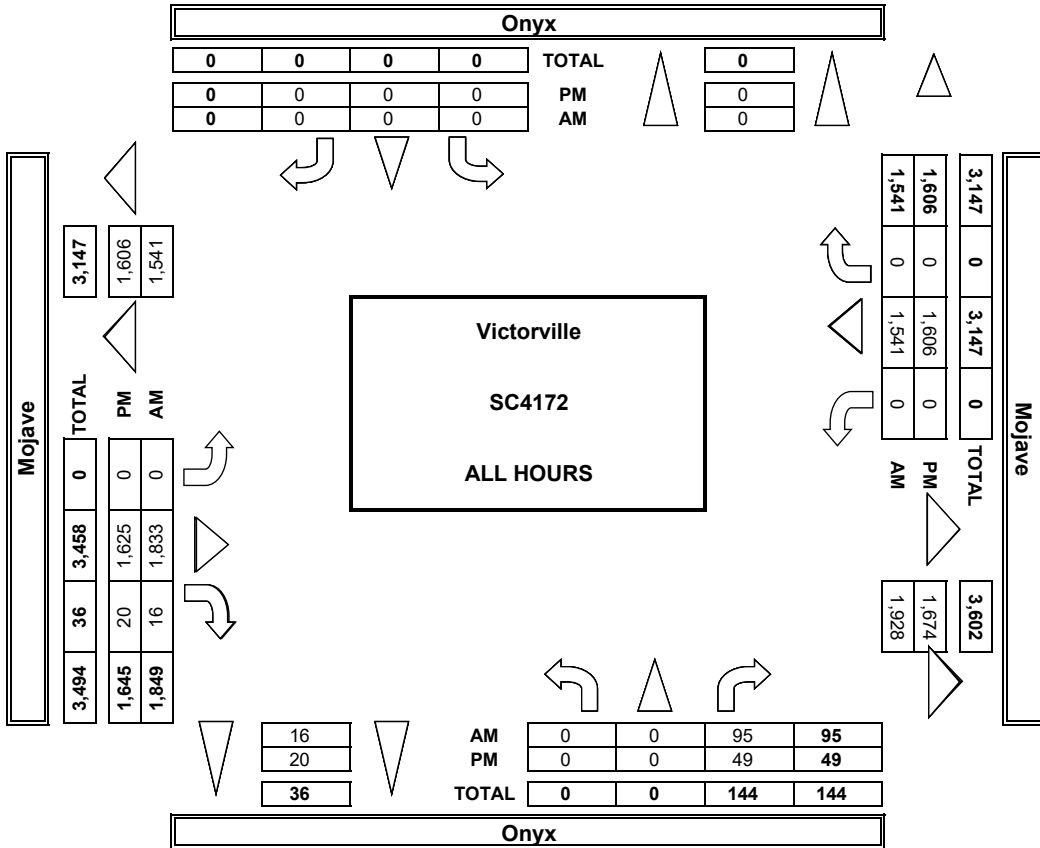 Onyx
0 0 0 0 TOTAL 0
0 0 0 0 PM 0
0 0 0 0 AM 0
Mojave
3,147
1,606
1,541
TOTAL 0 3,458 36 3,494
PM 0 1,625 20 1,645
AM 0 1,833 16 1,849
Victorville
SC4172
ALL HOURS
3,147 0 3,147 0 TOTAL
1,606 0 1,606 0 PM
1,541 0 1,541 0 AM
3,602
1,674
1,928
Mojave
16 AM 0 0 95 95
20 PM 0 0 49 49
36 TOTAL 0 0 144 144
Onyx